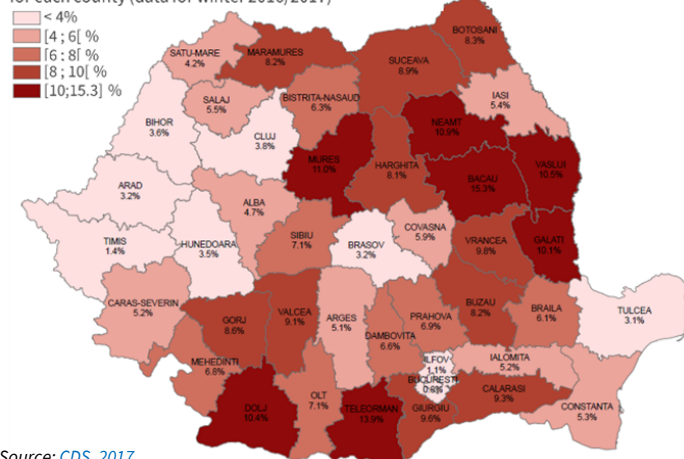 for each county (data for winter 2016/2017)
< 4%
[4 ; 6[ %
[6 : 8[ %
[8 ; 10[ %
[10;15.3] %
BOTOSANI
8.3%
SATU-MARE
4.2%
MARAMURES
8.2%
SUCEAVA
8.9%
SALAJ
5.5%
BISTRITA-NASAUD
6.3%
IASI
5.4%
BIHOR
3.6%
CLUJ
3.8%
NEAMT
10.9%
MURES
11.0%
HARGHITA
8.1%
VASLUI
10.5%
BACAU
15.3%
ARAD
3.2%
ALBA
4.7%
COVASNA
5.9%
SIBIU
7.1%
BRASOV
3.2%
VRANCEA
9.8%
GALATI
10.1%
TIMIS
1.4%
HUNEDOARA
3.5%
CARAS-SEVERIN
5.2%
GORJ
8.6%
VALCEA
9.1%
ARGES
5.1%
PRAHOVA
6.9%
BUZAU
8.2%
BRAILA
6.1%
TULCEA
3.1%
DAMBOVITA
6.6%
MEHEDINTI
6.8%
ILFOV
1.1%
BUCURESTI
0.8%
IALOMITA
5.2%
CALARASI
9.3%
OLT
7.1%
DOLJ
10.4%
TELEORMAN
13.9%
GIURGIU
9.6%
CONSTANTA
5.3%
Source: CDS, 2017